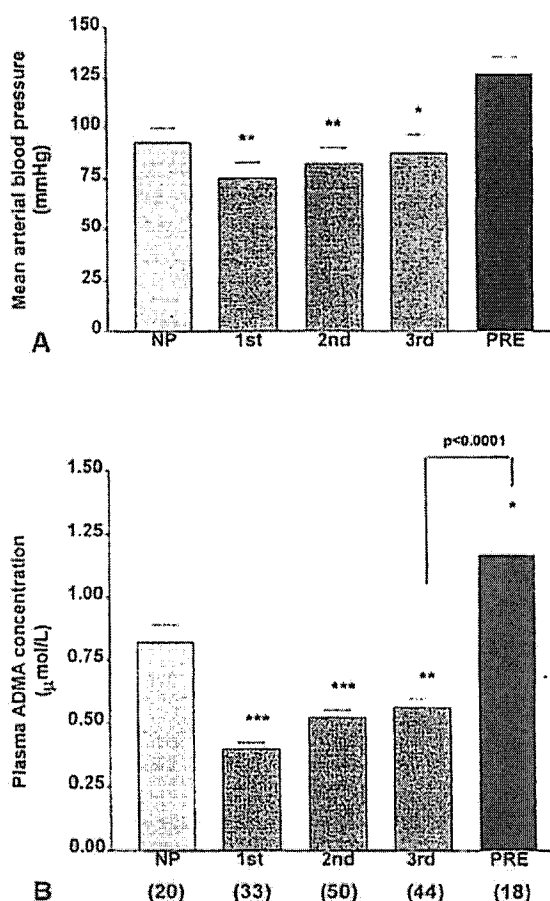 150
125
100
75
50
25
0
Mean arterial blood pressure
(mmHg)
**
**
*
NP 1st 2nd 3rd PRE
A
p<0.0001
1.50
1.25
1.00
0.75
0.50
0.25
0.00
Plasma ADMA concentration
(μmol/L)
***
***
**
*
NP 1st 2nd 3rd PRE
B (20) (33) (50) (44) (18)